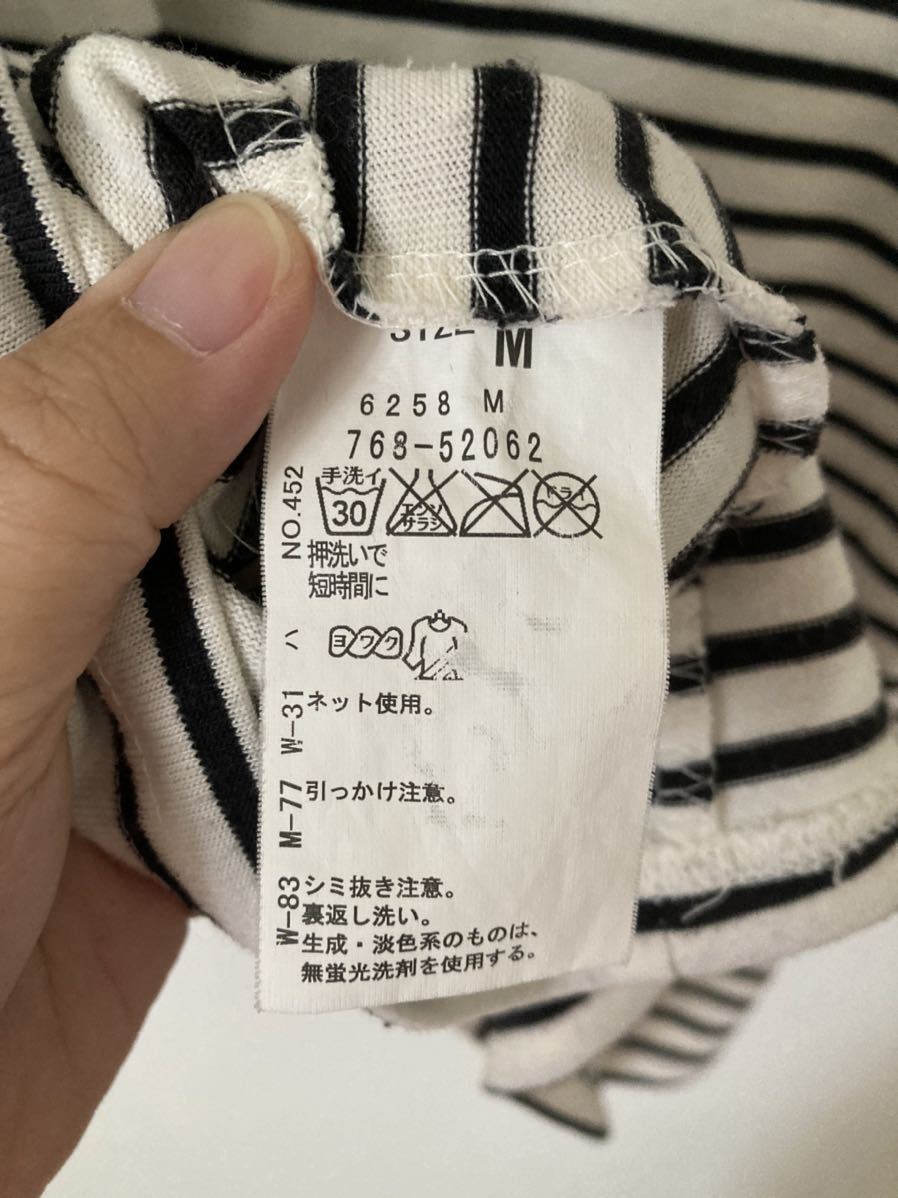 SIZE M
6258 M
768-52062
NO.452
手洗イ
30
エンソ
サラシ
ドライ
押洗いで
短時間に
ヨワク
W-31 ネット使用。
M-77 引っかけ注意。
W-83 シミ抜き注意。
裏返し洗い。
生成・淡色系のものは、
無蛍光洗剤を使用する。